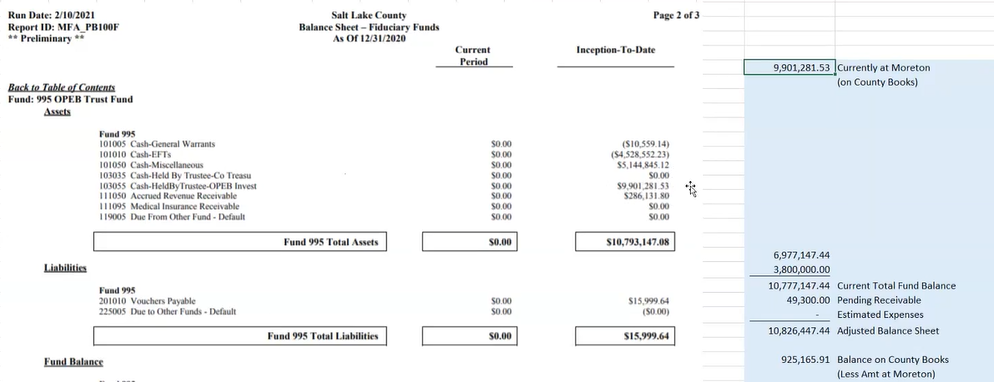 Run Date: 2/10/2021
Report ID: MFA_PB100F
** Preliminary **
Salt Lake County
Balance Sheet – Fiduciary Funds
As Of 12/31/2020
Page 2 of 3
Current
Period
Inception-To-Date
Back to Table of Contents
Fund: 995 OPEB Trust Fund
Assets
Fund 995
101005 Cash-General Warrants $0.00 ($10,559.14)
101010 Cash-EFTs $0.00 ($4,528,552.23)
101050 Cash-Miscellaneous $0.00 $5,144,845.12
103035 Cash-Held By Trustee-Co Treasu $0.00 $0.00
103055 Cash-HeldByTrustee-OPEB Invest $0.00 $9,901,281.53
111050 Accrued Revenue Receivable $0.00 $286,131.80
111095 Medical Insurance Receivable $0.00 $0.00
119005 Due From Other Fund - Default $0.00 $0.00
Fund 995 Total Assets $0.00 $10,793,147.08
Liabilities
Fund 995
201010 Vouchers Payable $0.00 $15,999.64
225005 Due to Other Funds - Default $0.00 ($0.00)
Fund 995 Total Liabilities $0.00 $15,999.64
Fund Balance
9,901,281.53 Currently at Moreton
(on County Books)
6,977,147.44
3,800,000.00
10,777,147.44 Current Total Fund Balance
49,300.00 Pending Receivable
- Estimated Expenses
10,826,447.44 Adjusted Balance Sheet
925,165.91 Balance on County Books
(Less Amt at Moreton)